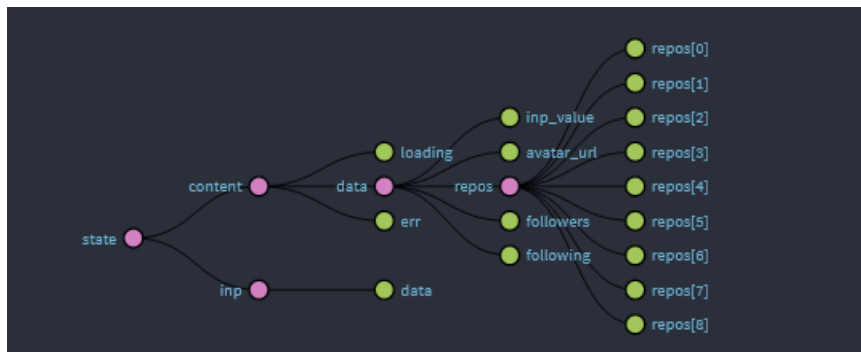 repos[0]
repos[1]
inp_value
repos[2]
loading
avatar_url
repos[3]
content
data
repos
repos[4]
err
followers
repos[5]
state
following
repos[6]
inp
data
repos[7]
repos[8]